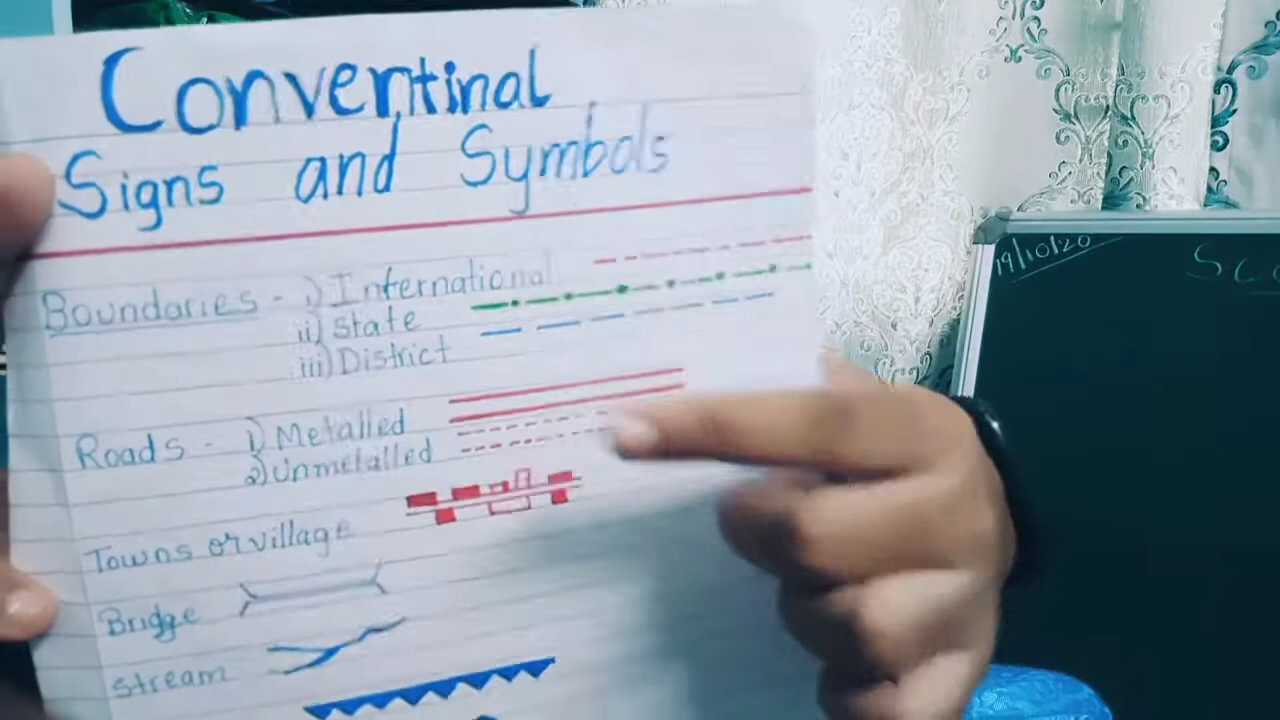 Conventinal
Signs and Symbols
Boundaries - i) International
ii) State
iii) District
Roads - 1) Metalled
2) Unmetalled
Towns or village
Bridge
Stream
19/10/20